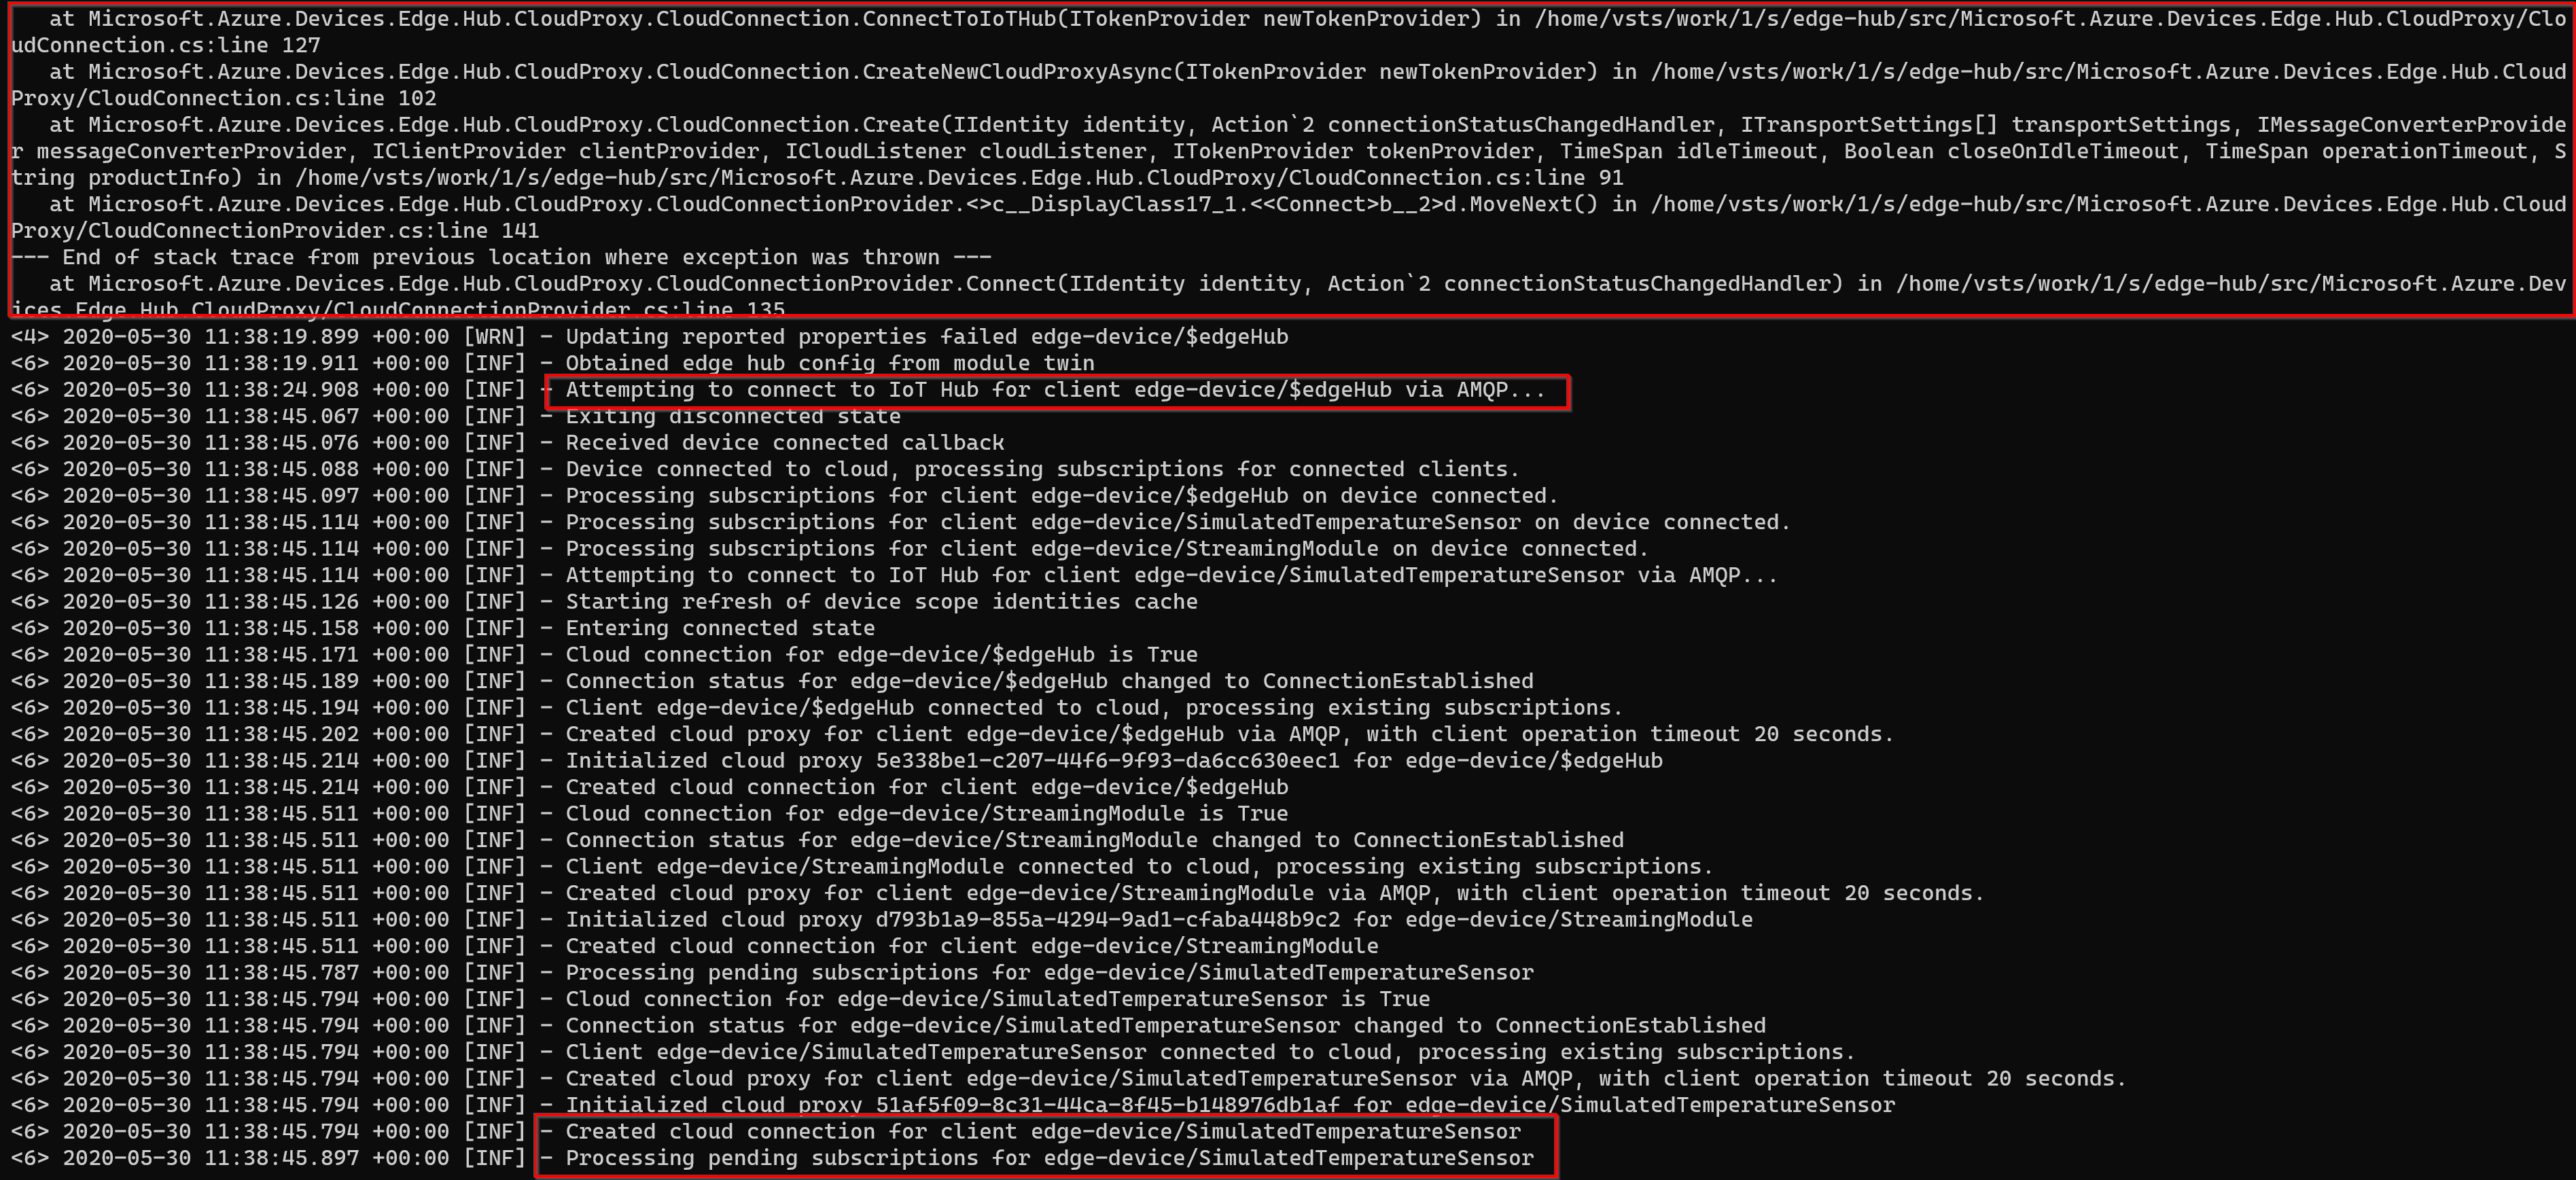 at Microsoft.Azure.Devices.Edge.Hub.CloudProxy.CloudConnection.ConnectToIoTHub(ITokenProvider newTokenProvider) in /home/vsts/work/1/s/edge-hub/src/Microsoft.Azure.Devices.Edge.Hub.CloudProxy/Clo
udConnection.cs:line 127
   at Microsoft.Azure.Devices.Edge.Hub.CloudProxy.CloudConnection.CreateNewCloudProxyAsync(ITokenProvider newTokenProvider) in /home/vsts/work/1/s/edge-hub/src/Microsoft.Azure.Devices.Edge.Hub.Cloud
Proxy/CloudConnection.cs:line 102
   at Microsoft.Azure.Devices.Edge.Hub.CloudProxy.CloudConnection.Create(IIdentity identity, Action`2 connectionStatusChangedHandler, ITransportSettings[] transportSettings, IMessageConverterProvide
r messageConverterProvider, IClientProvider clientProvider, ICloudListener cloudListener, ITokenProvider tokenProvider, TimeSpan idleTimeout, Boolean closeOnIdleTimeout, TimeSpan operationTimeout, S
tring productInfo) in /home/vsts/work/1/s/edge-hub/src/Microsoft.Azure.Devices.Edge.Hub.CloudProxy/CloudConnection.cs:line 91
   at Microsoft.Azure.Devices.Edge.Hub.CloudProxy.CloudConnectionProvider.<>c__DisplayClass17_1.<<Connect>b__2>d.MoveNext() in /home/vsts/work/1/s/edge-hub/src/Microsoft.Azure.Devices.Edge.Hub.Cloud
Proxy/CloudConnectionProvider.cs:line 141
--- End of stack trace from previous location where exception was thrown ---
   at Microsoft.Azure.Devices.Edge.Hub.CloudProxy.CloudConnectionProvider.Connect(IIdentity identity, Action`2 connectionStatusChangedHandler) in /home/vsts/work/1/s/edge-hub/src/Microsoft.Azure.Dev
ices.Edge.Hub.CloudProxy/CloudConnectionProvider.cs:line 135
<4> 2020-05-30 11:38:19.899 +00:00 [WRN] - Updating reported properties failed edge-device/$edgeHub
<6> 2020-05-30 11:38:19.911 +00:00 [INF] - Obtained edge hub config from module twin
<6> 2020-05-30 11:38:24.908 +00:00 [INF] - Attempting to connect to IoT Hub for client edge-device/$edgeHub via AMQP...
<6> 2020-05-30 11:38:45.067 +00:00 [INF] - Exiting disconnected state
<6> 2020-05-30 11:38:45.076 +00:00 [INF] - Received device connected callback
<6> 2020-05-30 11:38:45.088 +00:00 [INF] - Device connected to cloud, processing subscriptions for connected clients.
<6> 2020-05-30 11:38:45.097 +00:00 [INF] - Processing subscriptions for client edge-device/$edgeHub on device connected.
<6> 2020-05-30 11:38:45.114 +00:00 [INF] - Processing subscriptions for client edge-device/SimulatedTemperatureSensor on device connected.
<6> 2020-05-30 11:38:45.114 +00:00 [INF] - Processing subscriptions for client edge-device/StreamingModule on device connected.
<6> 2020-05-30 11:38:45.114 +00:00 [INF] - Attempting to connect to IoT Hub for client edge-device/SimulatedTemperatureSensor via AMQP...
<6> 2020-05-30 11:38:45.126 +00:00 [INF] - Starting refresh of device scope identities cache
<6> 2020-05-30 11:38:45.158 +00:00 [INF] - Entering connected state
<6> 2020-05-30 11:38:45.171 +00:00 [INF] - Cloud connection for edge-device/$edgeHub is True
<6> 2020-05-30 11:38:45.189 +00:00 [INF] - Connection status for edge-device/$edgeHub changed to ConnectionEstablished
<6> 2020-05-30 11:38:45.194 +00:00 [INF] - Client edge-device/$edgeHub connected to cloud, processing existing subscriptions.
<6> 2020-05-30 11:38:45.202 +00:00 [INF] - Created cloud proxy for client edge-device/$edgeHub via AMQP, with client operation timeout 20 seconds.
<6> 2020-05-30 11:38:45.214 +00:00 [INF] - Initialized cloud proxy 5e338be1-c207-44f6-9f93-da6cc630eec1 for edge-device/$edgeHub
<6> 2020-05-30 11:38:45.214 +00:00 [INF] - Created cloud connection for client edge-device/$edgeHub
<6> 2020-05-30 11:38:45.511 +00:00 [INF] - Cloud connection for edge-device/StreamingModule is True
<6> 2020-05-30 11:38:45.511 +00:00 [INF] - Connection status for edge-device/StreamingModule changed to ConnectionEstablished
<6> 2020-05-30 11:38:45.511 +00:00 [INF] - Client edge-device/StreamingModule connected to cloud, processing existing subscriptions.
<6> 2020-05-30 11:38:45.511 +00:00 [INF] - Created cloud proxy for client edge-device/StreamingModule via AMQP, with client operation timeout 20 seconds.
<6> 2020-05-30 11:38:45.511 +00:00 [INF] - Initialized cloud proxy d793b1a9-855a-4294-9ad1-cfaba448b9c2 for edge-device/StreamingModule
<6> 2020-05-30 11:38:45.511 +00:00 [INF] - Created cloud connection for client edge-device/StreamingModule
<6> 2020-05-30 11:38:45.787 +00:00 [INF] - Processing pending subscriptions for edge-device/SimulatedTemperatureSensor
<6> 2020-05-30 11:38:45.794 +00:00 [INF] - Cloud connection for edge-device/SimulatedTemperatureSensor is True
<6> 2020-05-30 11:38:45.794 +00:00 [INF] - Connection status for edge-device/SimulatedTemperatureSensor changed to ConnectionEstablished
<6> 2020-05-30 11:38:45.794 +00:00 [INF] - Client edge-device/SimulatedTemperatureSensor connected to cloud, processing existing subscriptions.
<6> 2020-05-30 11:38:45.794 +00:00 [INF] - Created cloud proxy for client edge-device/SimulatedTemperatureSensor via AMQP, with client operation timeout 20 seconds.
<6> 2020-05-30 11:38:45.794 +00:00 [INF] - Initialized cloud proxy 51af5f09-8c31-44ca-8f45-b148976db1af for edge-device/SimulatedTemperatureSensor
<6> 2020-05-30 11:38:45.794 +00:00 [INF] - Created cloud connection for client edge-device/SimulatedTemperatureSensor
<6> 2020-05-30 11:38:45.897 +00:00 [INF] - Processing pending subscriptions for edge-device/SimulatedTemperatureSensor